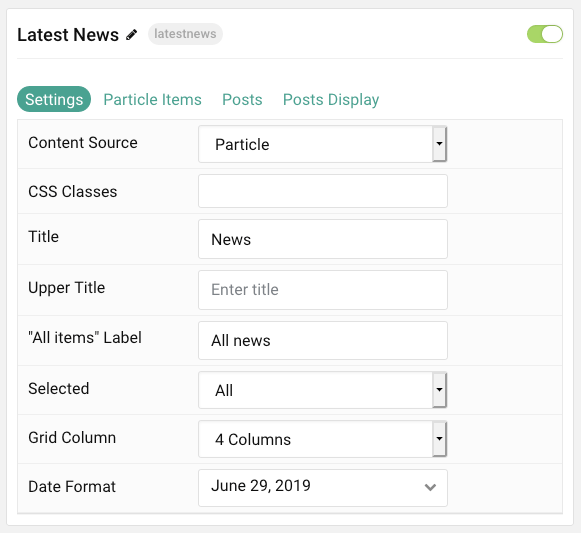 Latest News latestnews
Settings Particle Items Posts Posts Display
Content Source Particle
CSS Classes
Title News
Upper Title Enter title
"All items" Label All news
Selected All
Grid Column 4 Columns
Date Format June 29, 2019